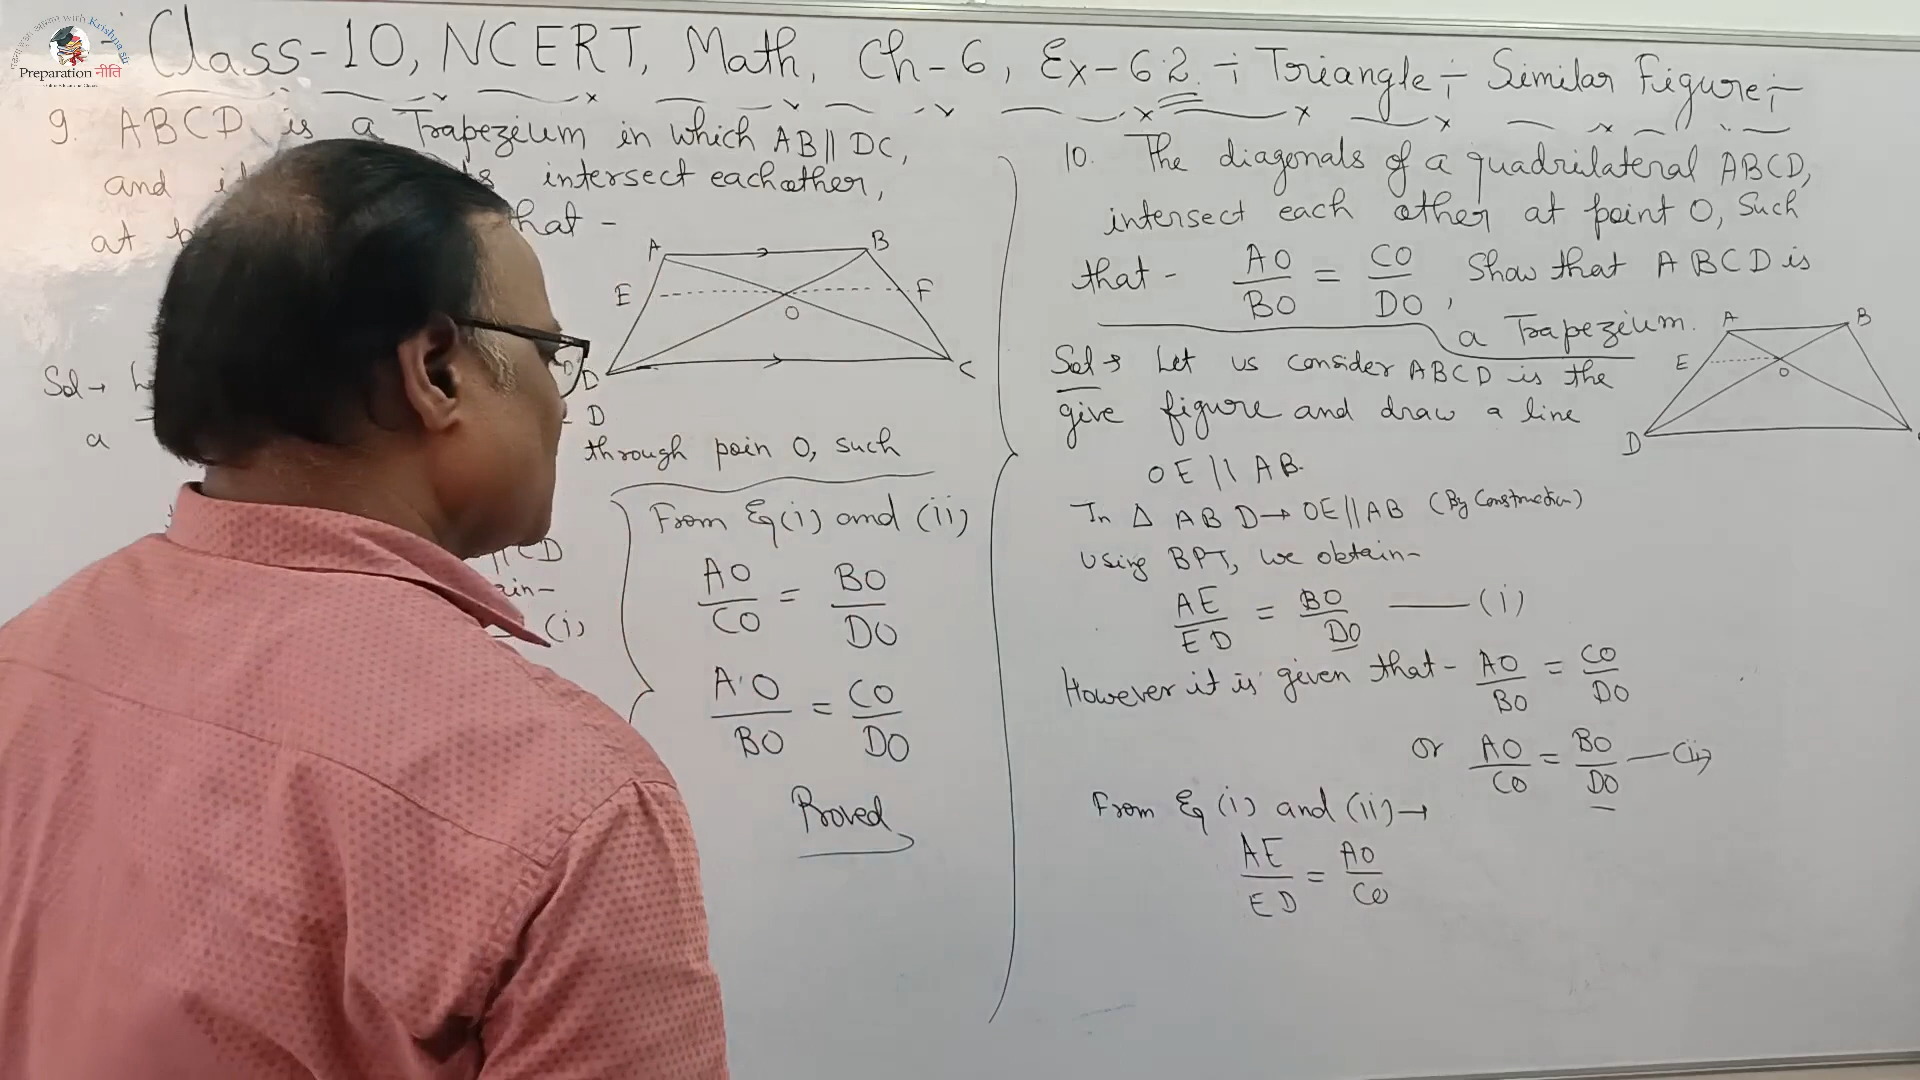 Krishna sir
Preparation नीति
Class-10, NCERT, Math, Ch-6, Ex-6.2 Triangle Similar Figure
9. ABCD is a Trapezium in which AB || DC,
and intersect each other,
at that -
A B
E F
O
D C
Sol →
a D
through poin O, such
CD
(i)
From Eq (i) and (ii)
AO/CO = BO/DO
AO/BO = CO/DO
Proved
10. The diagonals of a quadrilateral ABCD,
intersect each other at point O, Such
that - AO/BO = CO/DO, Show that ABCD is
a Trapezium.
A B
E O
D
Sol → Let us consider ABCD is the
give figure and draw a line
OE || AB.
In Δ ABD → OE || AB (By Construction)
Using BPT, we obtain-
AE/ED = BO/DO — (i)
However it is given that - AO/BO = CO/DO
or AO/CO = BO/DO — (ii)
From Eq (i) and (ii) →
AE/ED = AO/CO